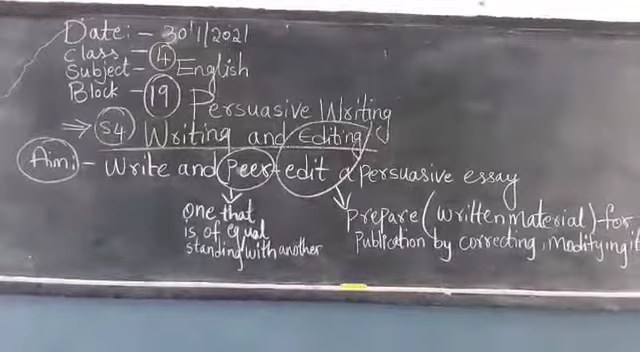 Date:- 30/1/2021
Class - 4
Subject- English
Block - 19 Persuasive Writing
⇒ S4 Writing and Editing
Aim:- Write and Peer-edit a persuasive essay
One that
is of equal
standing with another
Prepare (written material) for
Publication by correcting, modifying it